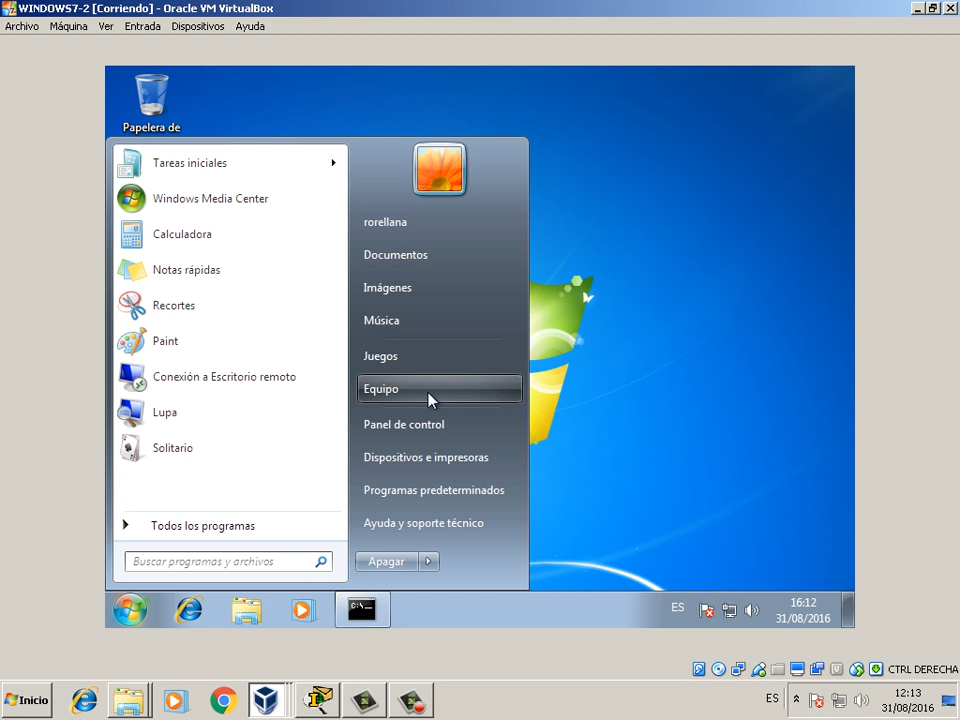 WINDOWS7-2 [Corriendo] - Oracle VM VirtualBox
Archivo Máquina Ver Entrada Dispositivos Ayuda
Papelera de
Tareas iniciales
Windows Media Center
Calculadora
Notas rápidas
Recortes
Paint
Conexión a Escritorio remoto
Lupa
Solitario
Todos los programas
Buscar programas y archivos
rorellana
Documentos
Imágenes
Música
Juegos
Equipo
Panel de control
Dispositivos e impresoras
Programas predeterminados
Ayuda y soporte técnico
Apagar
C:\_
ES
16:12
31/08/2016
CTRL DERECHA
Inicio
ES
12:13
31/08/2016